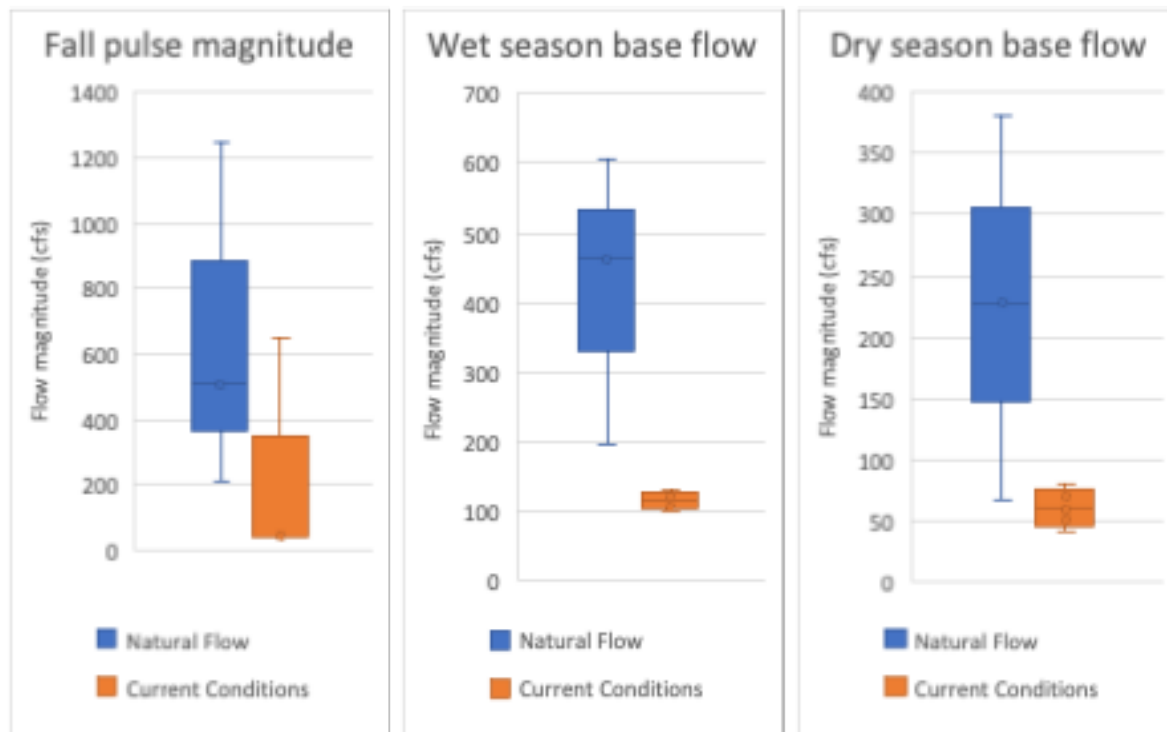 Fall pulse magnitude
1400
1200
1000
800
600
400
200
0
Flow magnitude (cfs)
Natural Flow
Current Conditions
Wet season base flow
700
600
500
400
300
200
100
0
Flow magnitude (cfs)
Natural Flow
Current Conditions
Dry season base flow
400
350
300
250
200
150
100
50
0
Flow magnitude (cfs)
Natural Flow
Current Conditions